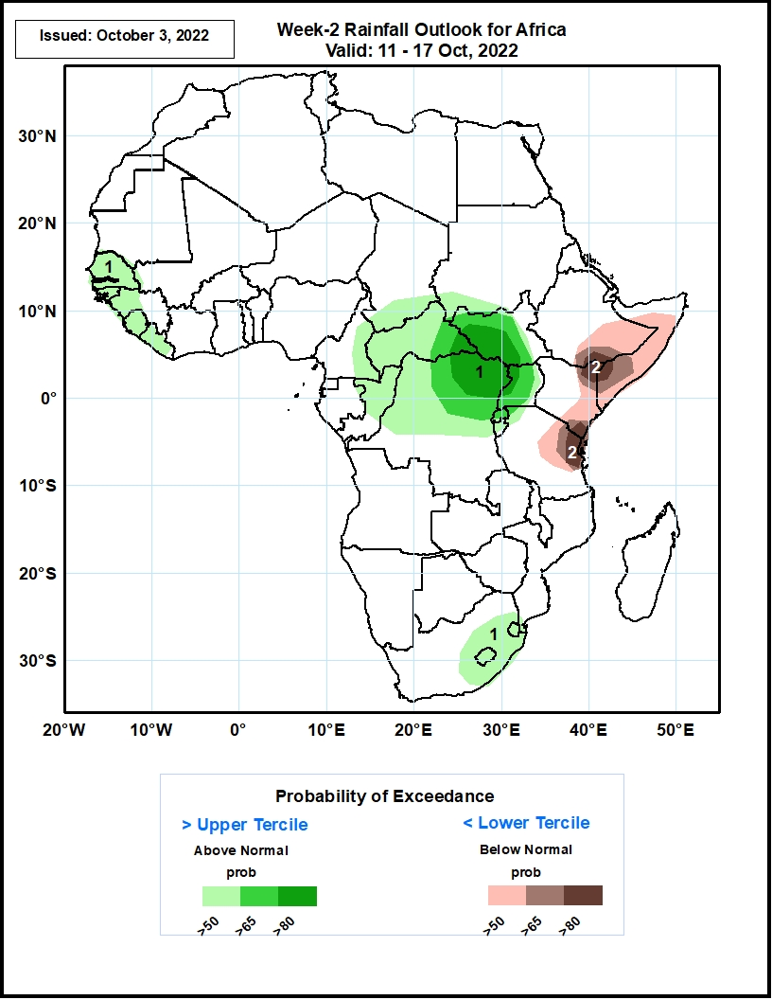 Issued: October 3, 2022
Week-2 Rainfall Outlook for Africa
Valid: 11 - 17 Oct, 2022
30°N
20°N
1
10°N
2
1
0°
2
10°S
20°S
1
30°S
20°W 10°W 0° 10°E 20°E 30°E 40°E 50°E
Probability of Exceedance
> Upper Tercile < Lower Tercile
Above Normal Below Normal
prob prob
>50 >65 >80 >50 >65 >80